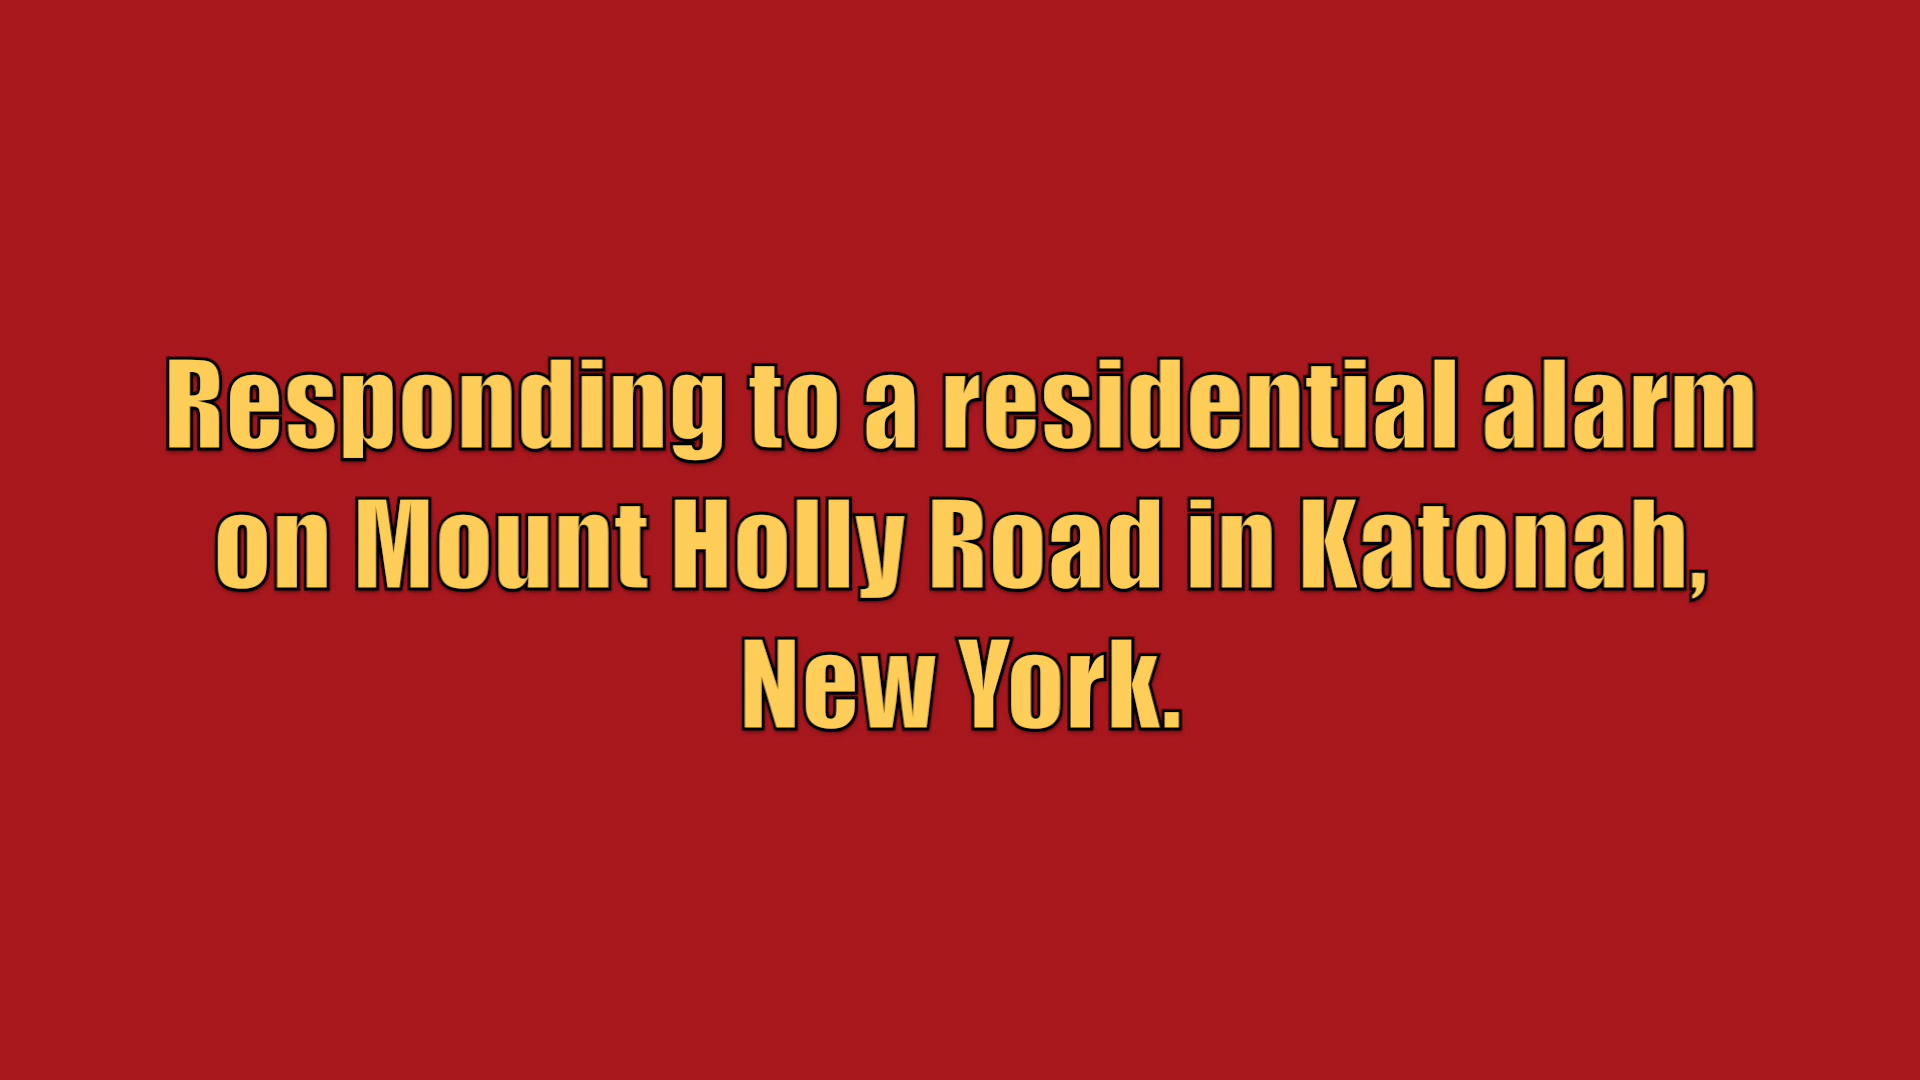 Responding to a residential alarm
on Mount Holly Road in Katonah,
New York.